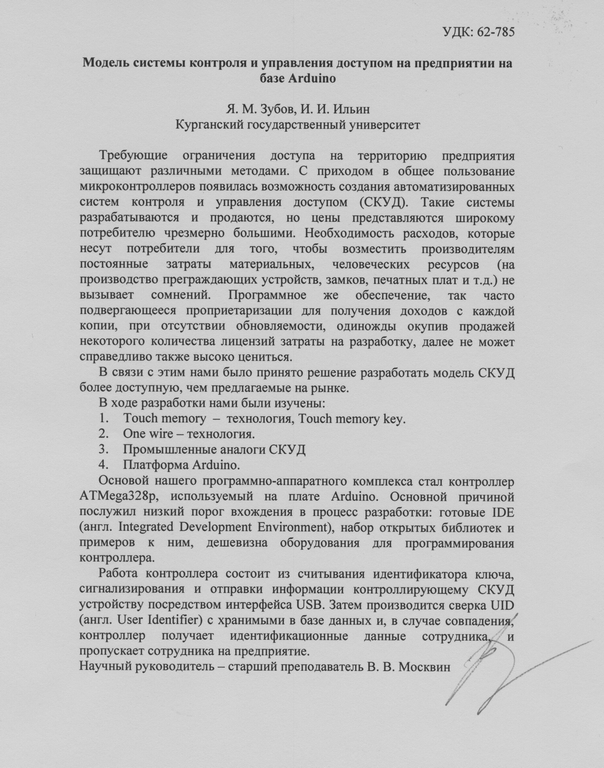 УДК: 62-785
Модель системы контроля и управления доступом на предприятии на
базе Arduino
Я. М. Зубов, И. И. Ильин
Курганский государственный университет
Требующие ограничения доступа на территорию предприятия
защищают различными методами. С приходом в общее пользование
микроконтроллеров появилась возможность создания автоматизированных
систем контроля и управления доступом (СКУД). Такие системы
разрабатываются и продаются, но цены представляются широкому
потребителю чрезмерно большими. Необходимость расходов, которые
несут потребители для того, чтобы возместить производителям
постоянные затраты материальных, человеческих ресурсов (на
производство преграждающих устройств, замков, печатных плат и т.д.) не
вызывает сомнений. Программное же обеспечение, так часто
подвергающееся проприетаризации для получения доходов с каждой
копии, при отсутствии обновляемости, одиножды окупив продажей
некоторого количества лицензий затраты на разработку, далее не может
справедливо также высоко цениться.
В связи с этим нами было принято решение разработать модель СКУД
более доступную, чем предлагаемые на рынке.
В ходе разработки нами были изучены:
1. Touch memory – технология, Touch memory key.
2. One wire – технология.
3. Промышленные аналоги СКУД
4. Платформа Arduino.
Основой нашего программно-аппаратного комплекса стал контроллер
ATMega328p, используемый на плате Arduino. Основной причиной
послужил низкий порог вхождения в процесс разработки: готовые IDE
(англ. Integrated Development Environment), набор открытых библиотек и
примеров к ним, дешевизна оборудования для программирования
контроллера.
Работа контроллера состоит из считывания идентификатора ключа,
сигнализирования и отправки информации контроллирующему СКУД
устройству посредством интерфейса USB. Затем производится сверка UID
(англ. User Identifier) с хранимыми в базе данных и, в случае совпадения,
контроллер получает идентификационные данные сотрудника, и
пропускает сотрудника на предприятие.
Научный руководитель – старший преподаватель В. В. Москвин